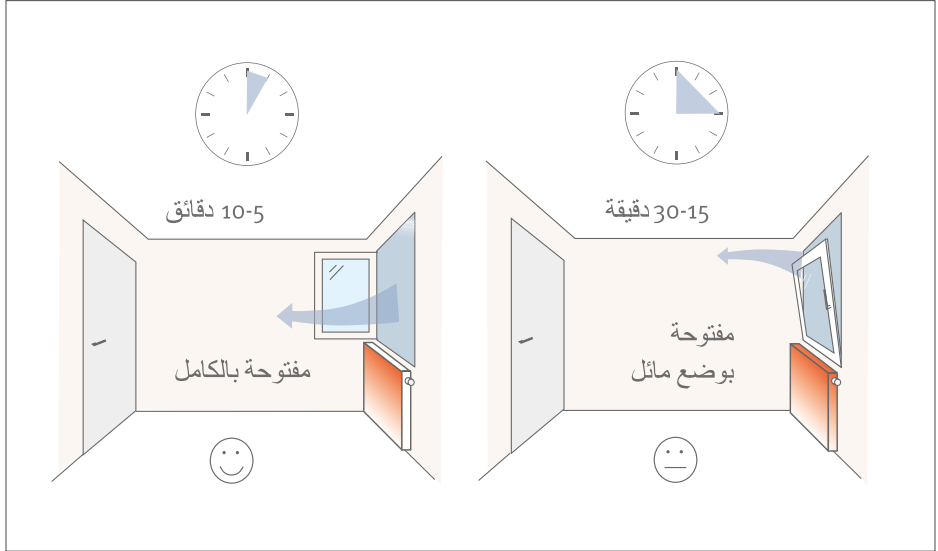 10-5 دقائق
مفتوحة بالكامل
30-15 دقيقة
مفتوحة
بوضع مائل